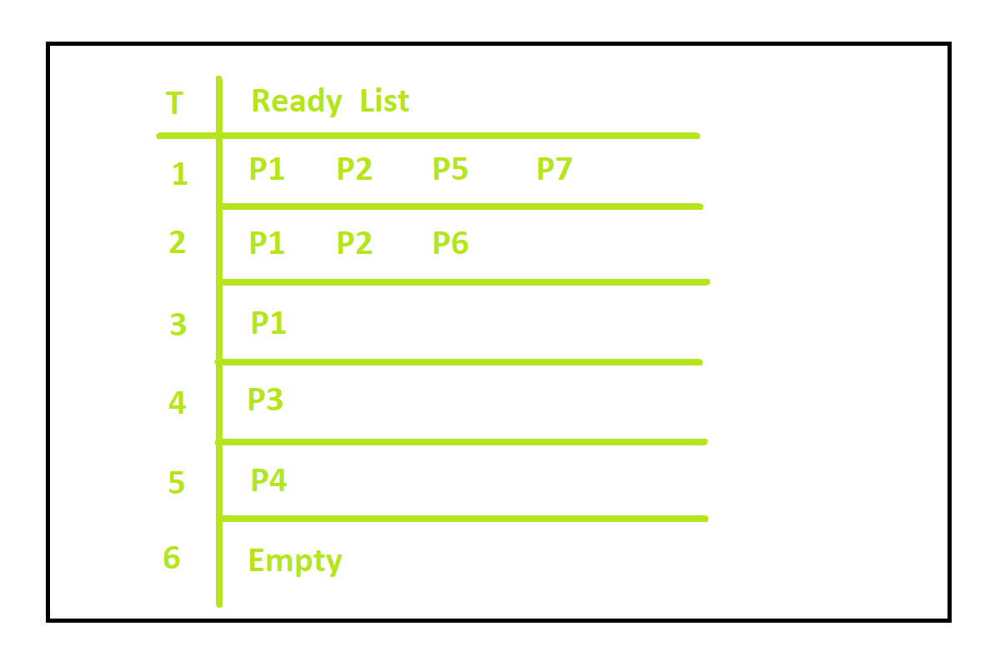 T Ready List
1 P1 P2 P5 P7
2 P1 P2 P6
3 P1
4 P3
5 P4
6 Empty